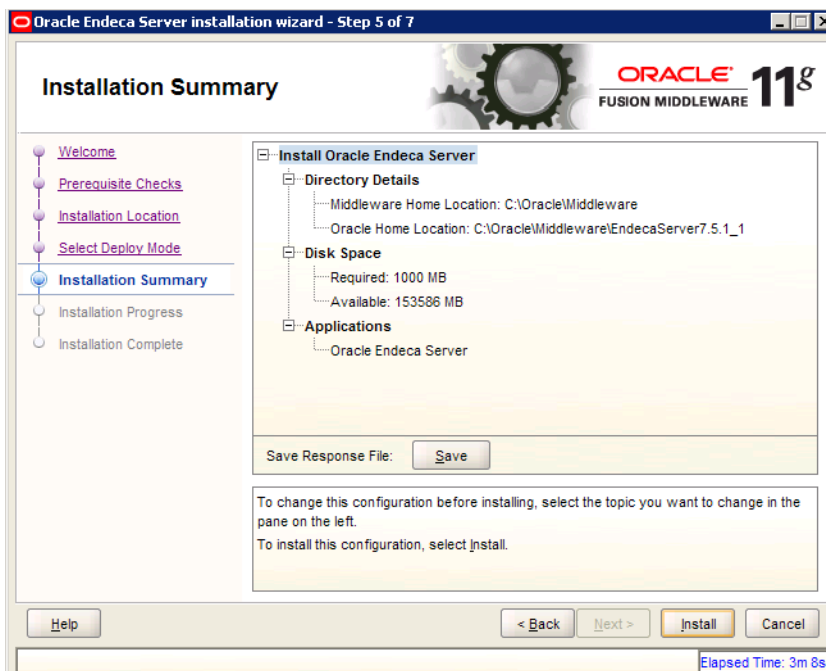 Oracle Endeca Server installation wizard - Step 5 of 7
Installation Summary
ORACLE®
FUSION MIDDLEWARE 11g
Welcome
Prerequisite Checks
Installation Location
Select Deploy Mode
Installation Summary
Installation Progress
Installation Complete
Install Oracle Endeca Server
Directory Details
Middleware Home Location: C:\Oracle\Middleware
Oracle Home Location: C:\Oracle\Middleware\EndecaServer7.5.1_1
Disk Space
Required: 1000 MB
Available: 153586 MB
Applications
Oracle Endeca Server
Save Response File: Save
To change this configuration before installing, select the topic you want to change in the
pane on the left.
To install this configuration, select Install.
Help < Back Next > Install Cancel
Elapsed Time: 3m 8s